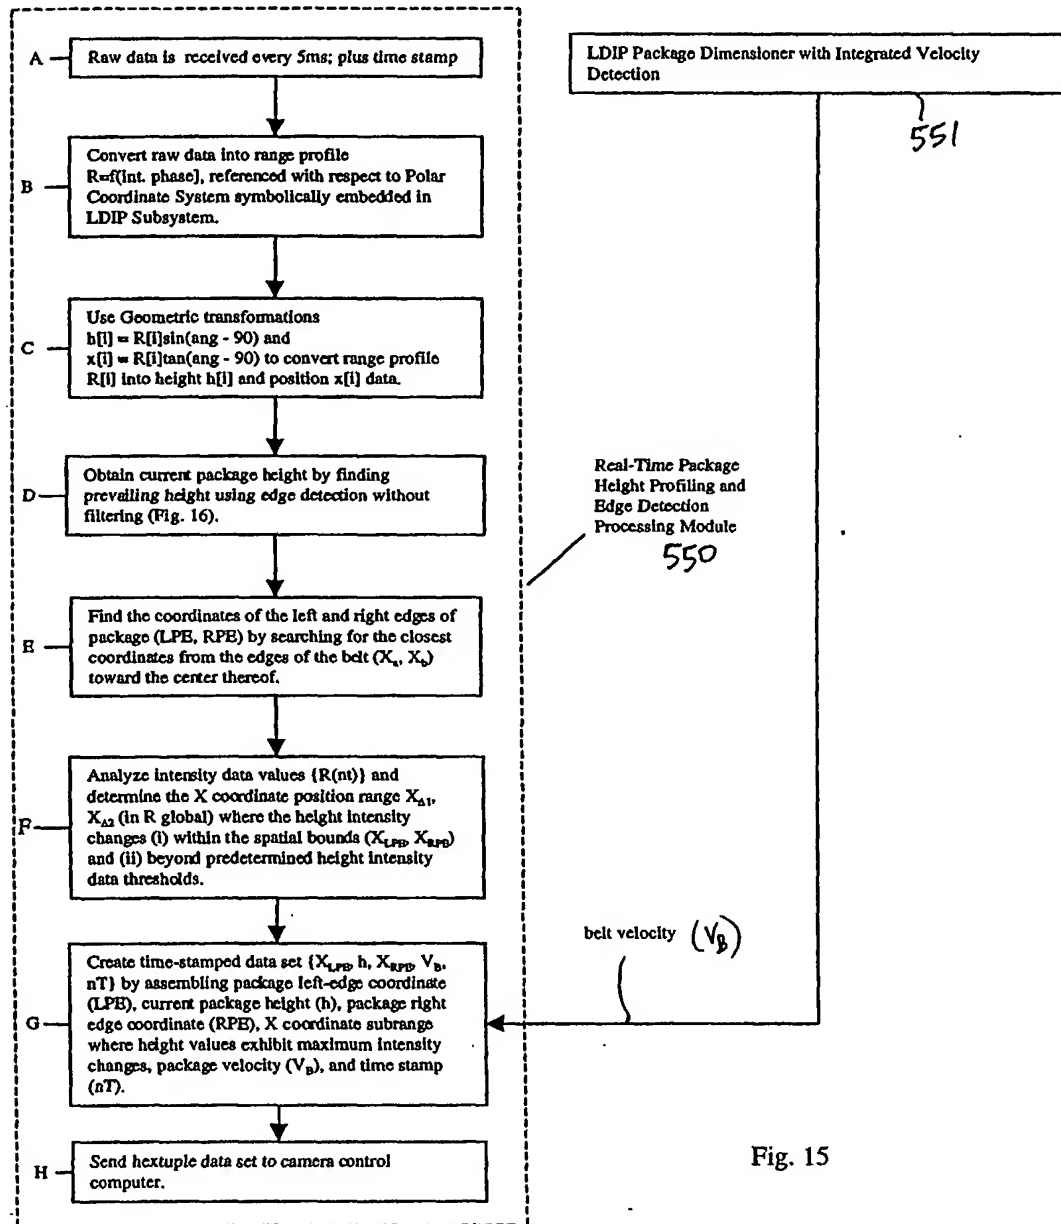 A
Raw data is received every 5ms; plus time stamp
LDIP Package Dimensioner with Integrated Velocity
Detection
551
B
Convert raw data into range profile
R=f[int. phase], referenced with respect to Polar
Coordinate System symbolically embedded in
LDIP Subsystem.
C
Use Geometric transformations
h[i] = R[i]sin(ang - 90) and
x[i] = R[i]tan(ang - 90) to convert range profile
R[i] into height h[i] and position x[i] data.
D
Obtain current package height by finding
prevailing height using edge detection without
filtering (Fig. 16).
Real-Time Package
Height Profiling and
Edge Detection
Processing Module
550
E
Find the coordinates of the left and right edges of
package (LPE, RPE) by searching for the closest
coordinates from the edges of the belt (Xa, Xb)
toward the center thereof.
F
Analyze intensity data values {R(nt)} and
determine the X coordinate position range XΔ1,
XΔ2 (in R global) where the height intensity
changes (i) within the spatial bounds (XLPE, XRPE)
and (ii) beyond predetermined height intensity
data thresholds.
belt velocity (VB)
G
Create time-stamped data set {XLPE, h, XRPE, VB,
nT} by assembling package left-edge coordinate
(LPE), current package height (h), package right
edge coordinate (RPE), X coordinate subrange
where height values exhibit maximum intensity
changes, package velocity (VB), and time stamp
(nT).
H
Send hextuple data set to camera control
computer.
Fig. 15